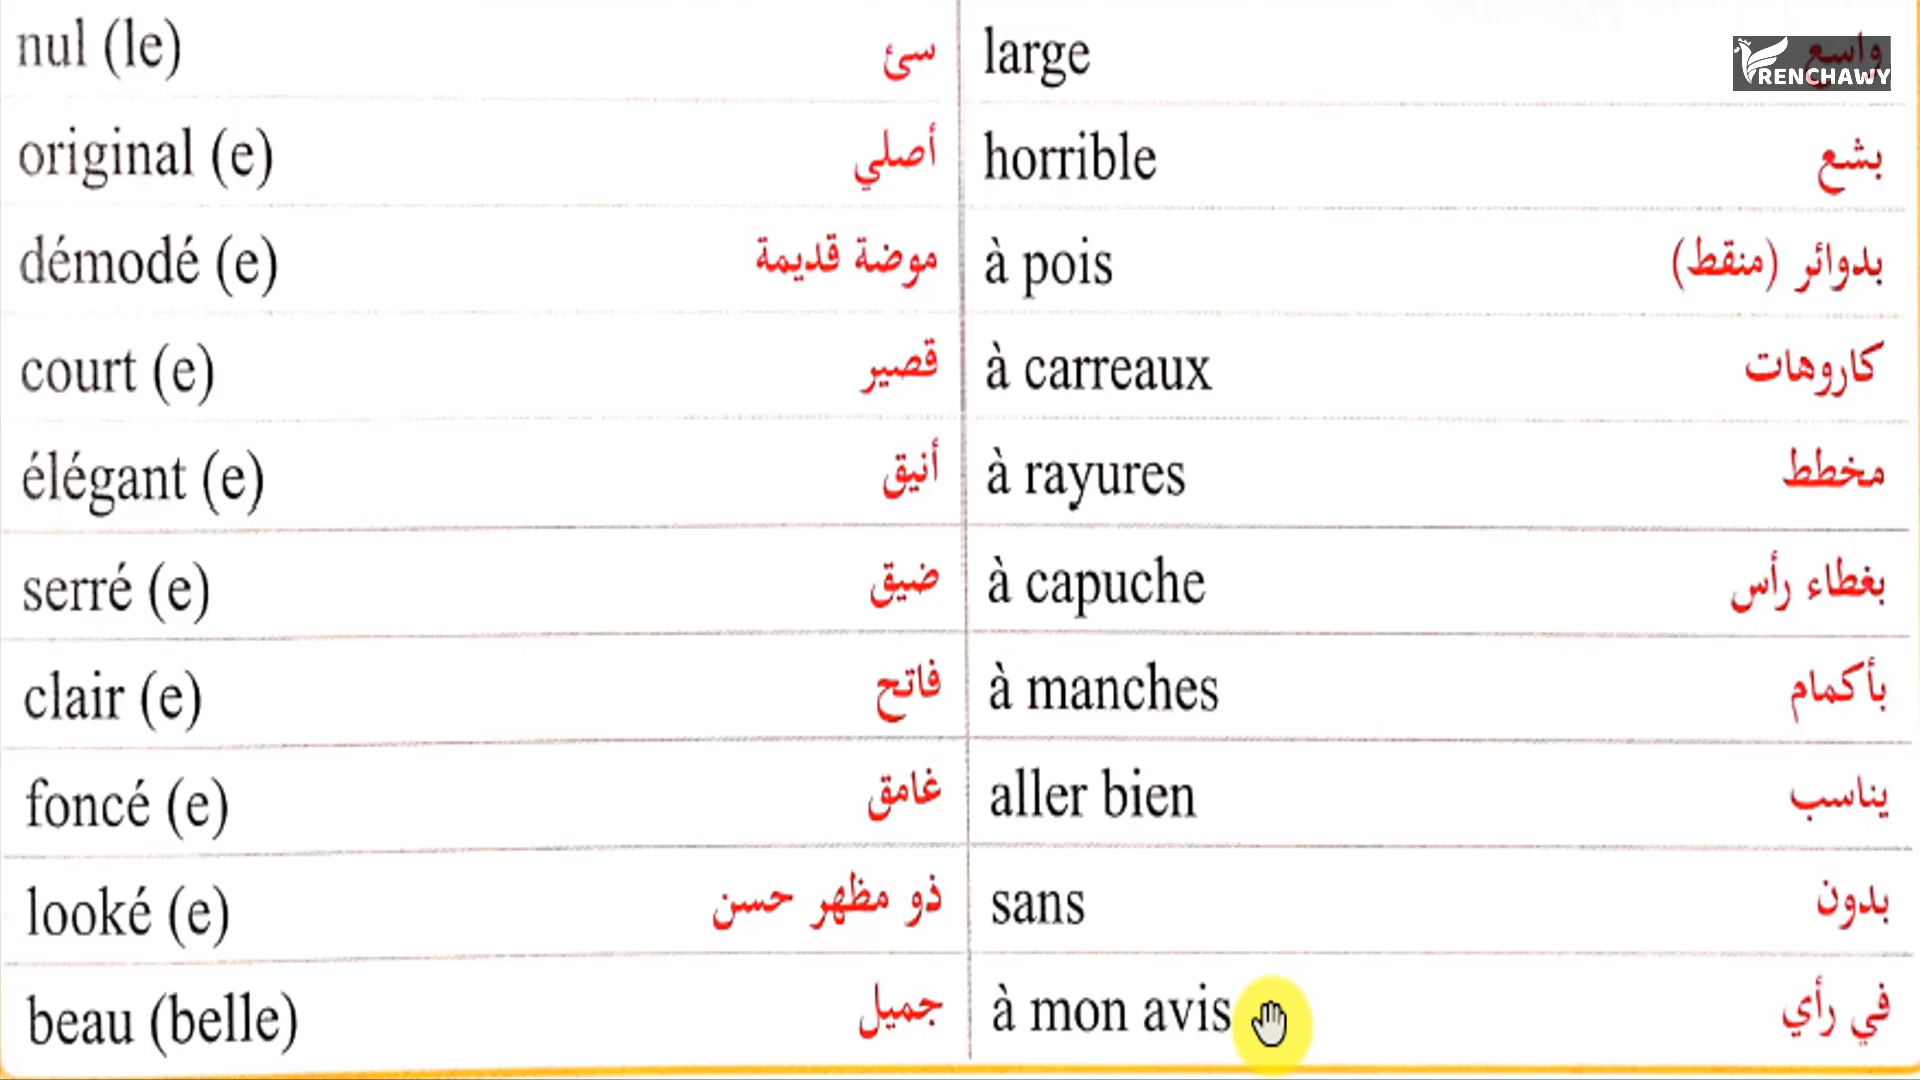 nul (le) سئ
large واسع
RENCHAWY
original (e) أصلي
horrible بشع
démodé (e) موضة قديمة
à pois بدوائر (منقط)
court (e) قصير
à carreaux كاروهات
élégant (e) أنيق
à rayures مخطط
serré (e) ضيق
à capuche بغطاء رأس
clair (e) فاتح
à manches بأكمام
foncé (e) غامق
aller bien يناسب
looké (e) ذو مظهر حسن
sans بدون
beau (belle) جميل
à mon avis في رأي